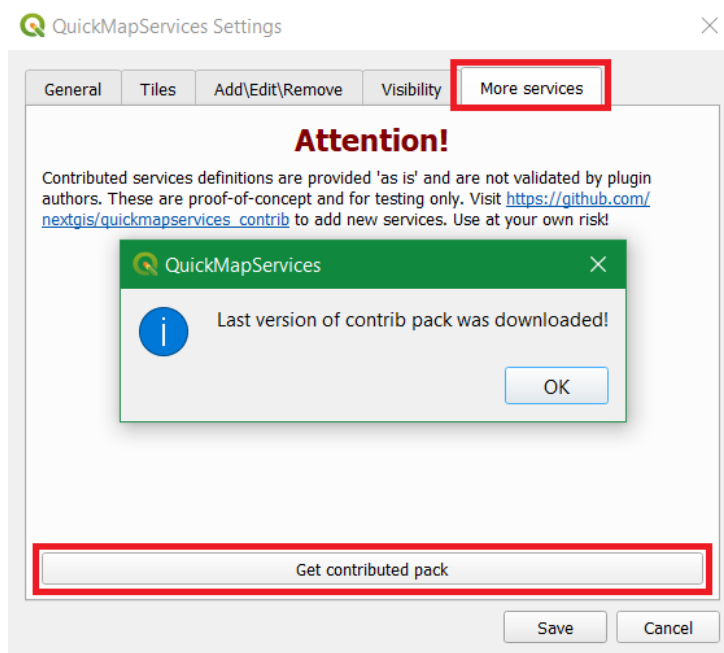 QuickMapServices Settings
General
Tiles
Add\Edit\Remove
Visibility
More services
Attention!
Contributed services definitions are provided 'as is' and are not validated by plugin
authors. These are proof-of-concept and for testing only. Visit https://github.com/
nextgis/quickmapservices_contrib to add new services. Use at your own risk!
QuickMapServices
Last version of contrib pack was downloaded!
OK
Get contributed pack
Save
Cancel